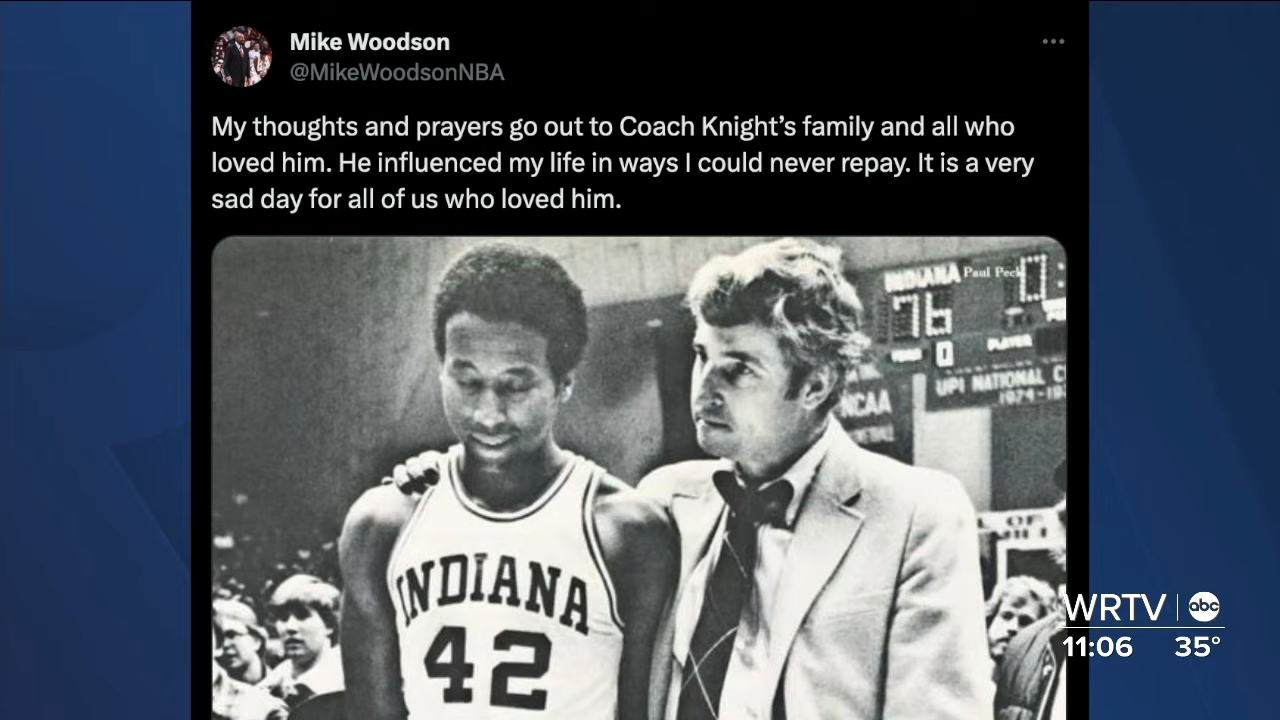 Mike Woodson
@MikeWoodsonNBA
My thoughts and prayers go out to Coach Knight's family and all who
loved him. He influenced my life in ways I could never repay. It is a very
sad day for all of us who loved him.
INDIANA
Paul Peck
76
0
UPI NATIONAL
NCAA
INDIANA
42
WRTV abc
11:06 35°